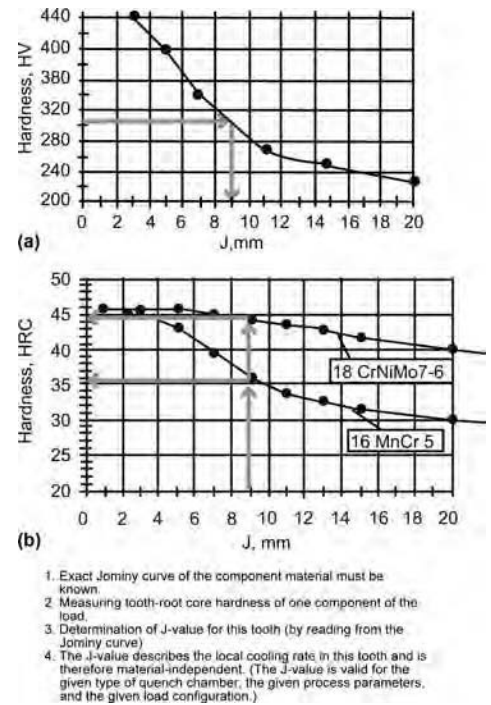 440
400
380
320
280
240
200
Hardness, HV
0 2 4 6 8 10 12 14 16 18 20
J,mm
(a)
50
45
40
35
30
25
20
Hardness, HRC
18 CrNiMo7-6
16 MnCr 5
0 2 4 6 8 10 12 14 16 18 20
J, mm
(b)
1. Exact Jominy curve of the component material must be
known.
2 Measuring tooth-root core hardness of one component of the
load.
3. Determination of J-value for this tooth (by reading from the
Jominy curve)
4. The J-value describes the local cooling rate in this tooth and is
therefore material-independent. (The J-value is valid for the
given type of quench chamber, the given process parameters,
and the given load configuration.)